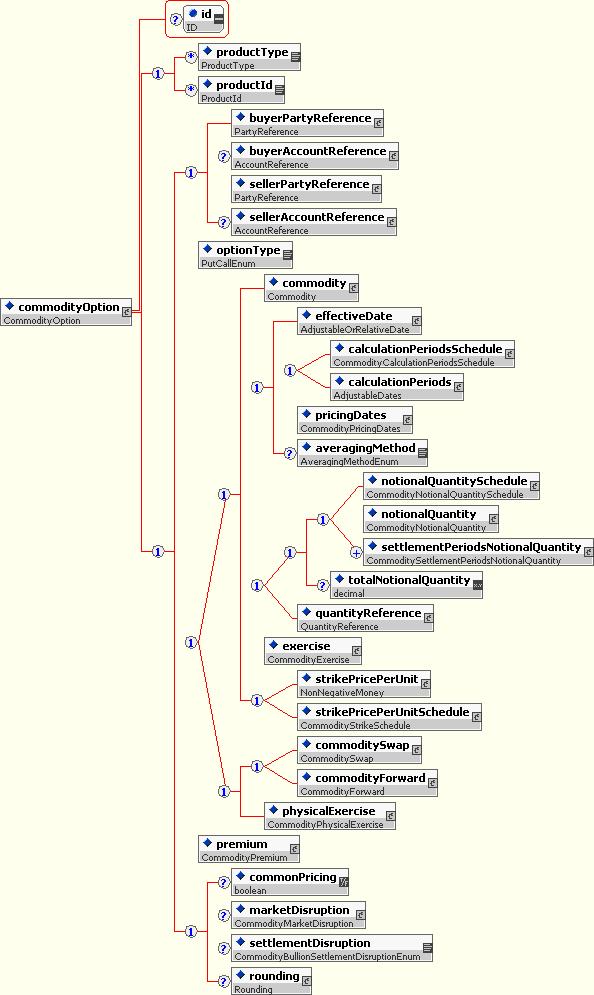 id
ID
productType
ProductType
productId
ProductId
buyerPartyReference
PartyReference
buyerAccountReference
AccountReference
sellerPartyReference
PartyReference
sellerAccountReference
AccountReference
optionType
PutCallEnum
commodityOption
CommodityOption
commodity
Commodity
effectiveDate
AdjustableOrRelativeDate
calculationPeriodsSchedule
CommodityCalculationPeriodsSchedule
calculationPeriods
AdjustableDates
pricingDates
CommodityPricingDates
averagingMethod
AveragingMethodEnum
notionalQuantitySchedule
CommodityNotionalQuantitySchedule
notionalQuantity
CommodityNotionalQuantity
settlementPeriodsNotionalQuantity
CommoditySettlementPeriodsNotionalQuantity
totalNotionalQuantity
decimal
quantityReference
QuantityReference
exercise
CommodityExercise
strikePricePerUnit
NonNegativeMoney
strikePricePerUnitSchedule
CommodityStrikeSchedule
commoditySwap
CommoditySwap
commodityForward
CommodityForward
physicalExercise
CommodityPhysicalExercise
premium
CommodityPremium
commonPricing
boolean
marketDisruption
CommodityMarketDisruption
settlementDisruption
CommodityBullionSettlementDisruptionEnum
rounding
Rounding